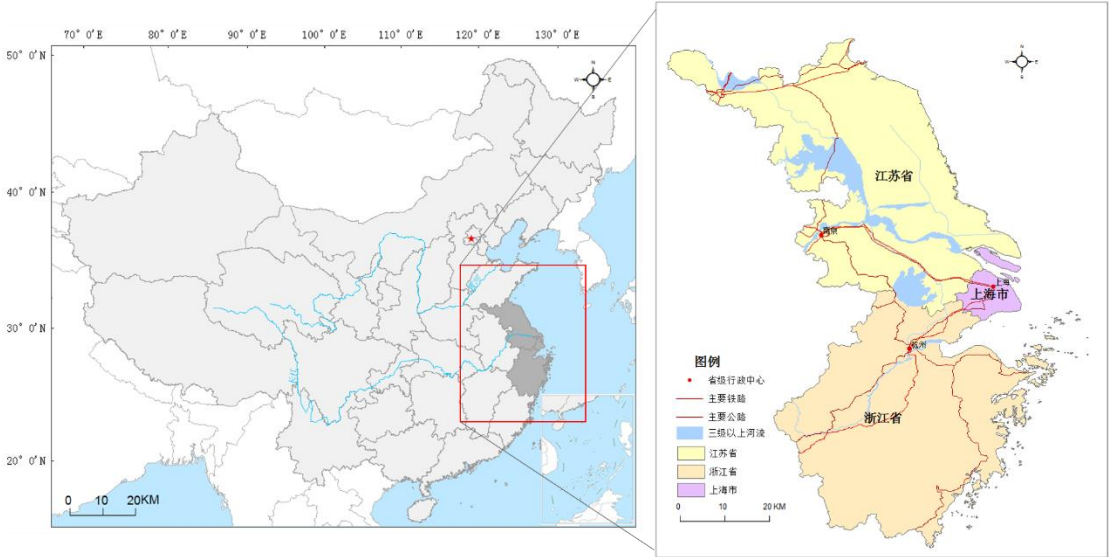 70° 0′E 80° 0′E 90° 0′E 100° 0′E 110° 0′E 120° 0′E 130° 0′E
50° 0′N
40° 0′N
30° 0′N
20° 0′N
N
W E
S
0 10 20KM
N
W E
S
江苏省
南京
上海
上海市
杭州
浙江省
图例
省级行政中心
主要铁路
主要公路
三级以上河流
江苏省
浙江省
上海市
0 10 20 KM